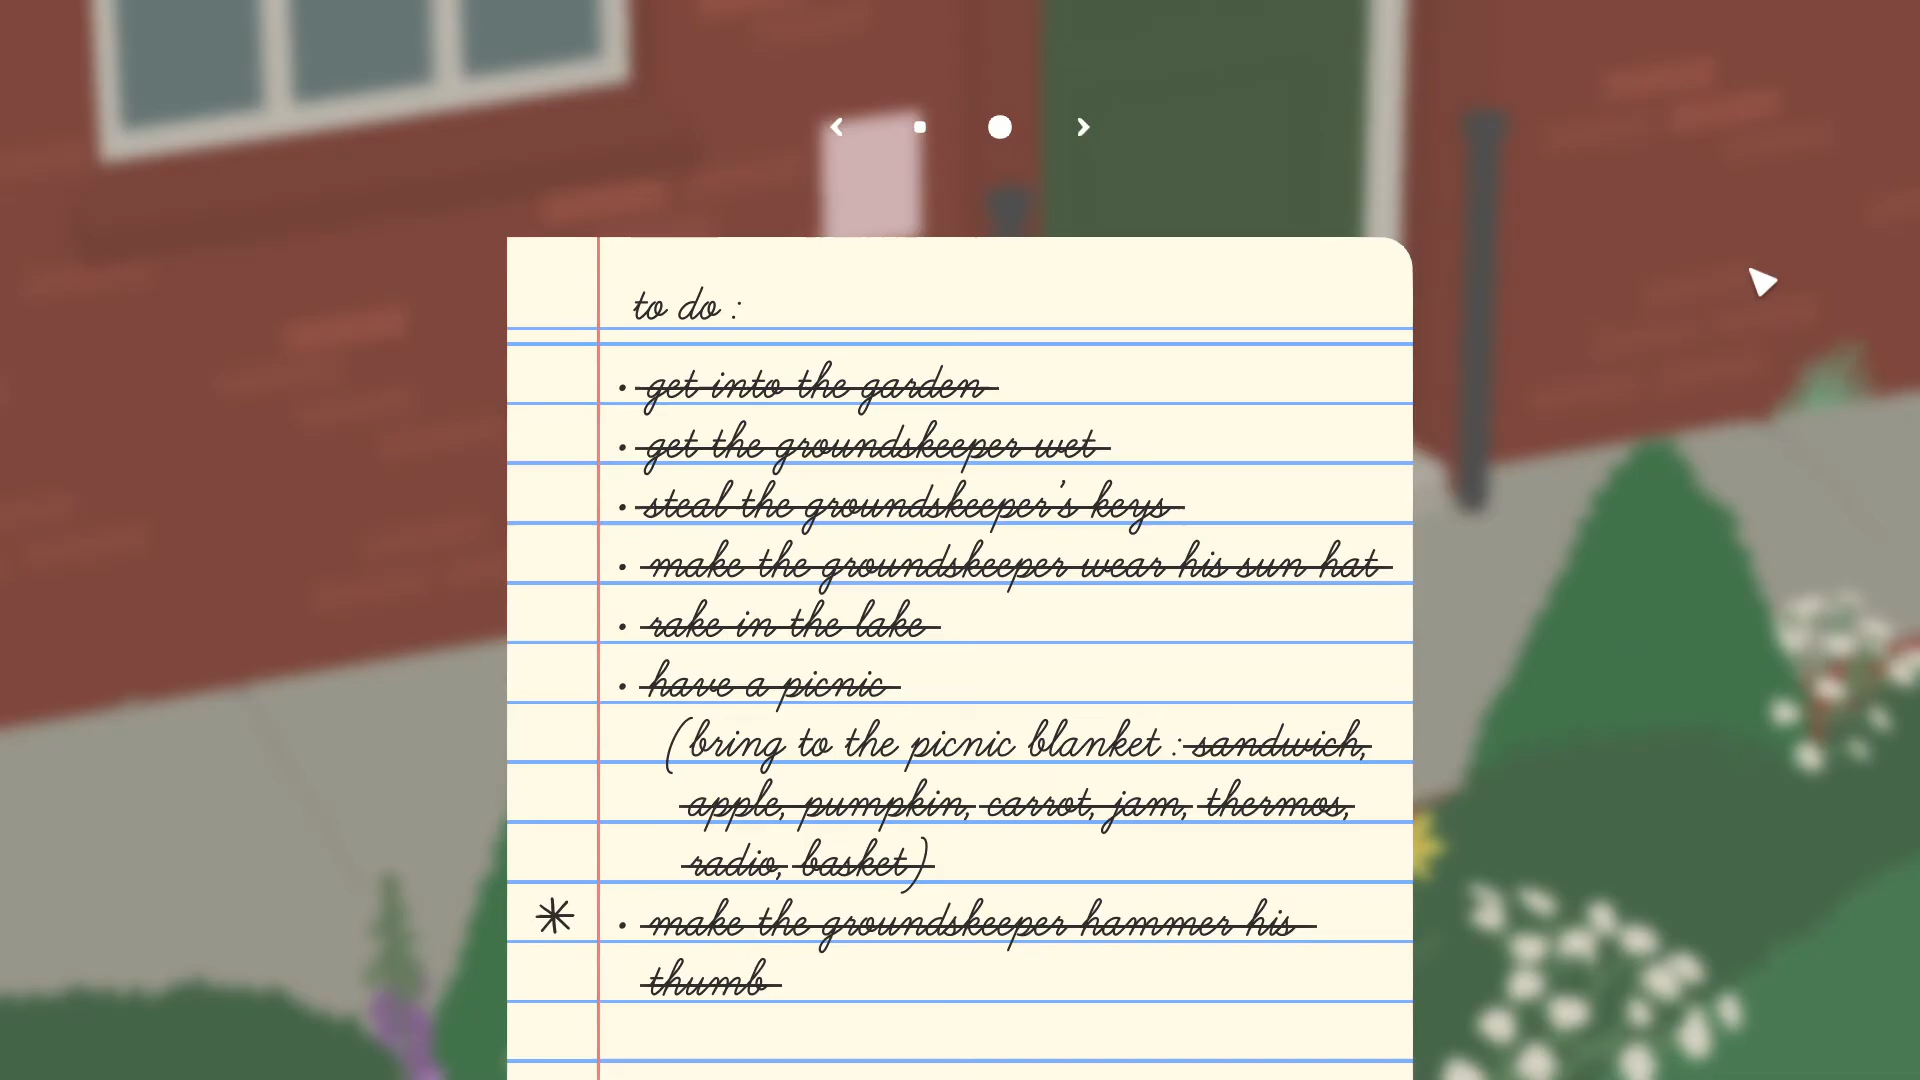 to do :
• get into the garden
• get the groundskeeper wet
• steal the groundskeeper's keys
• make the groundskeeper wear his sun hat
• rake in the lake
• have a picnic
(bring to the picnic blanket : sandwich,
apple, pumpkin, carrot, jam, thermos,
radio, basket)
* • make the groundskeeper hammer his
thumb